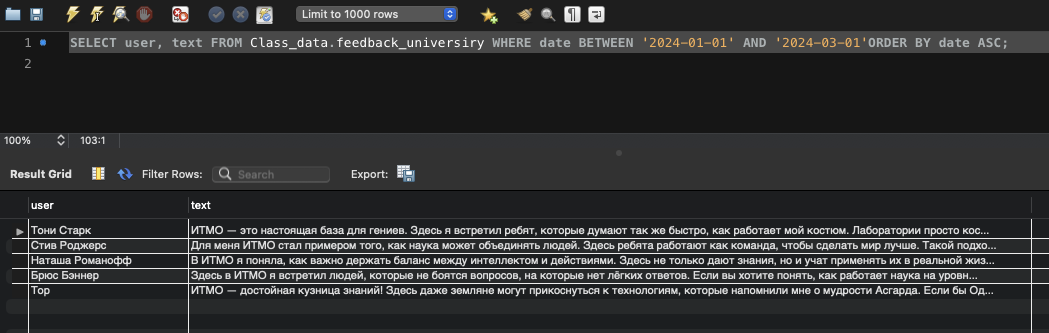 Limit to 1000 rows
1 SELECT user, text FROM Class_data.feedback_universiry WHERE date BETWEEN '2024-01-01' AND '2024-03-01'ORDER BY date ASC;
2
100% 103:1
Result Grid Filter Rows: Search Export:
user text
Тони Старк ИТМО — это настоящая база для гениев. Здесь я встретил ребят, которые думают так же быстро, как работает мой костюм. Лаборатории просто кос...
Стив Роджерс Для меня ИТМО стал примером того, как наука может объединять людей. Здесь ребята работают как команда, чтобы сделать мир лучше. Такой подхо...
Наташа Романофф В ИТМО я поняла, как важно держать баланс между интеллектом и действиями. Здесь не только дают знания, но и учат применять их в реальной жиз...
Брюс Бэннер Здесь в ИТМО я встретил людей, которые не боятся вопросов, на которые нет лёгких ответов. Если вы хотите понять, как работает наука на уровн...
Тор ИТМО — достойная кузница знаний! Здесь даже земляне могут прикоснуться к технологиям, которые напомнили мне о мудрости Асгарда. Если бы Од...